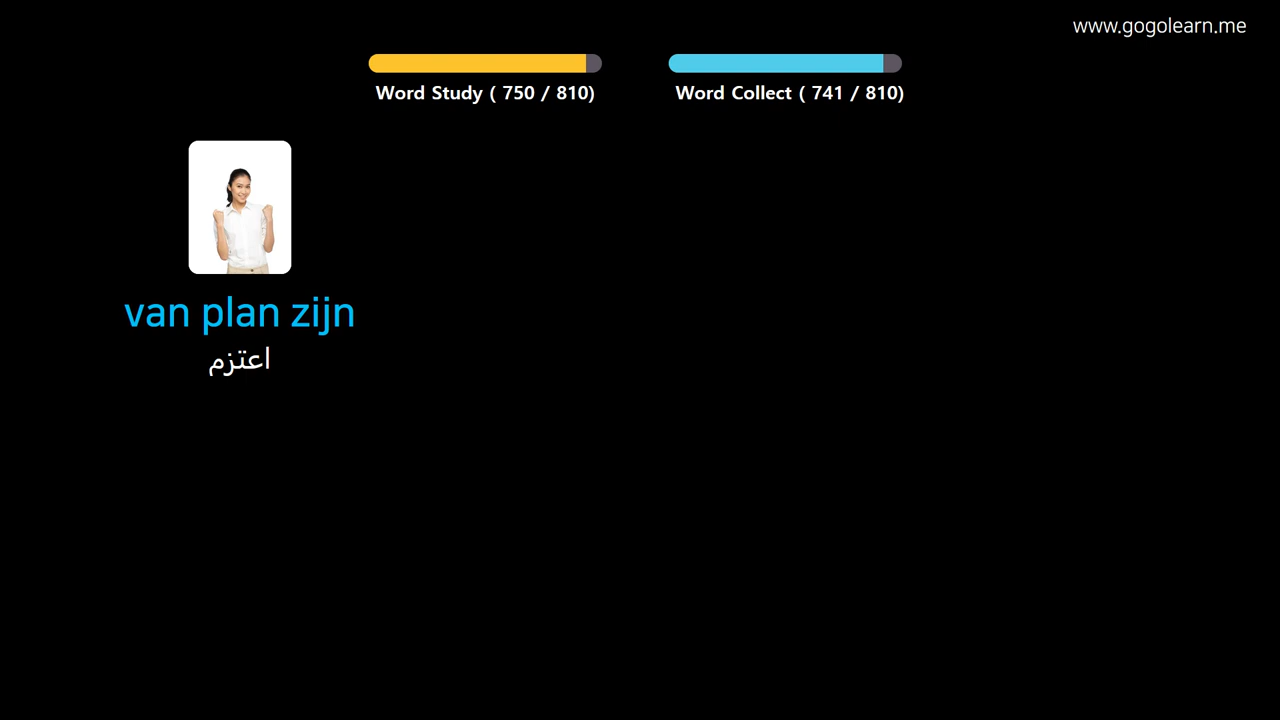 www.gogolearn.me
Word Study ( 750 / 810)
Word Collect ( 741 / 810)
van plan zijn
اعتزم